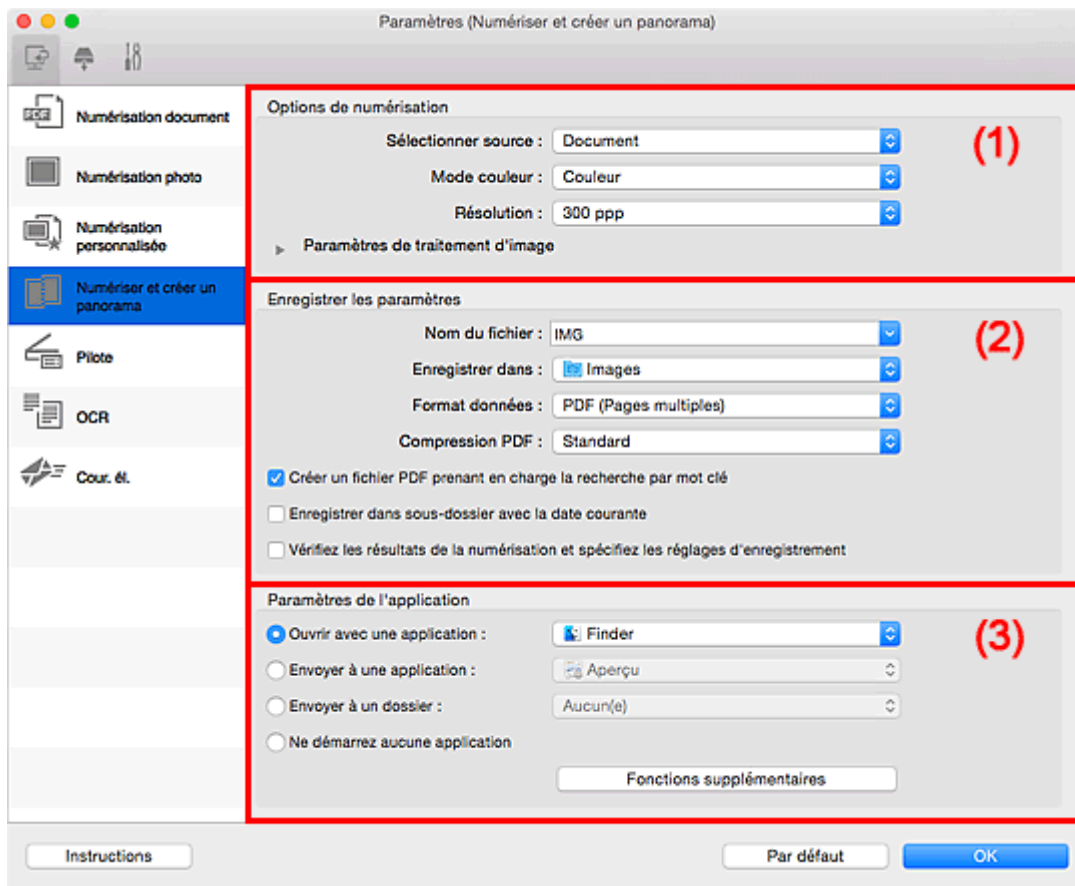 Paramètres (Numériser et créer un panorama)
PDF
Numérisation document
Numérisation photo
Numérisation
personnalisée
Numériser et créer un
panorama
Pilote
OCR
Cour. él.
Options de numérisation
(1)
Sélectionner source : Document
Mode couleur : Couleur
Résolution : 300 ppp
Paramètres de traitement d'image
Enregistrer les paramètres
(2)
Nom du fichier : IMG
Enregistrer dans : Images
Format données : PDF (Pages multiples)
Compression PDF : Standard
Créer un fichier PDF prenant en charge la recherche par mot clé
Enregistrer dans sous-dossier avec la date courante
Vérifiez les résultats de la numérisation et spécifiez les réglages d'enregistrement
Paramètres de l'application
(3)
Ouvrir avec une application : Finder
Envoyer à une application : Aperçu
Envoyer à un dossier : Aucun(e)
Ne démarrez aucune application
Fonctions supplémentaires
Instructions
Par défaut
OK